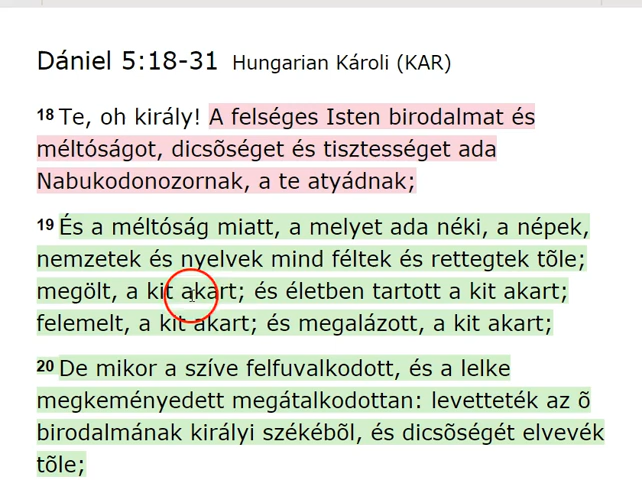 Dániel 5:18-31 Hungarian Károli (KAR)
18 Te, oh király! A felséges Isten birodalmat és
méltóságot, dicsõséget és tisztességet ada
Nabukodonozornak, a te atyádnak;
19 És a méltóság miatt, a melyet ada néki, a népek,
nemzetek és nyelvek mind féltek és rettegtek tõle;
megölt, a kit akart; és életben tartott a kit akart;
felemelt, a kit akart; és megalázott, a kit akart;
20 De mikor a szíve felfuvalkodott, és a lelke
megkeményedett megátalkodottan: levetteték az õ
birodalmának királyi székébõl, és dicsõségét elvevék
tõle;